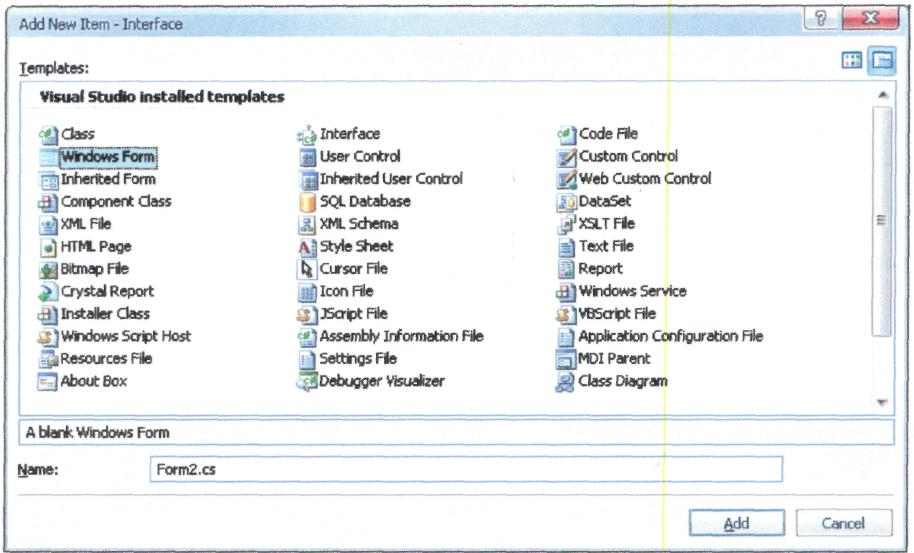 Add New Item - Interface
Templates:
Visual Studio installed templates
Class
Windows Form
Inherited Form
Component Class
XML File
HTML Page
Bitmap File
Crystal Report
Installer Class
Windows Script Host
Resources File
About Box
Interface
User Control
Inherited User Control
SQL Database
XML Schema
Style Sheet
Cursor File
Icon File
JScript File
Assembly Information File
Settings File
Debugger Visualizer
Code File
Custom Control
Web Custom Control
DataSet
XSLT File
Text File
Report
Windows Service
VBScript File
Application Configuration File
MDI Parent
Class Diagram
A blank Windows Form
Name: Form2.cs
Add Cancel